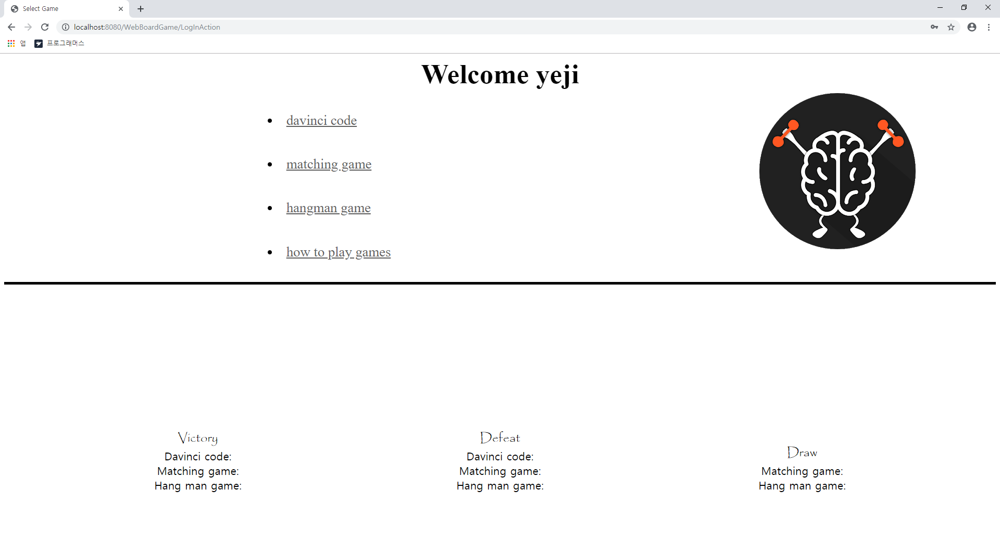 Select Game
localhost:8080/WebBoardGame/LogInAction
앱 프로그래머스
Welcome yeji
davinci code
matching game
hangman game
how to play games
Victory
Davinci code:
Matching game:
Hang man game:
Defeat
Davinci code:
Matching game:
Hang man game:
Draw
Matching game:
Hang man game: